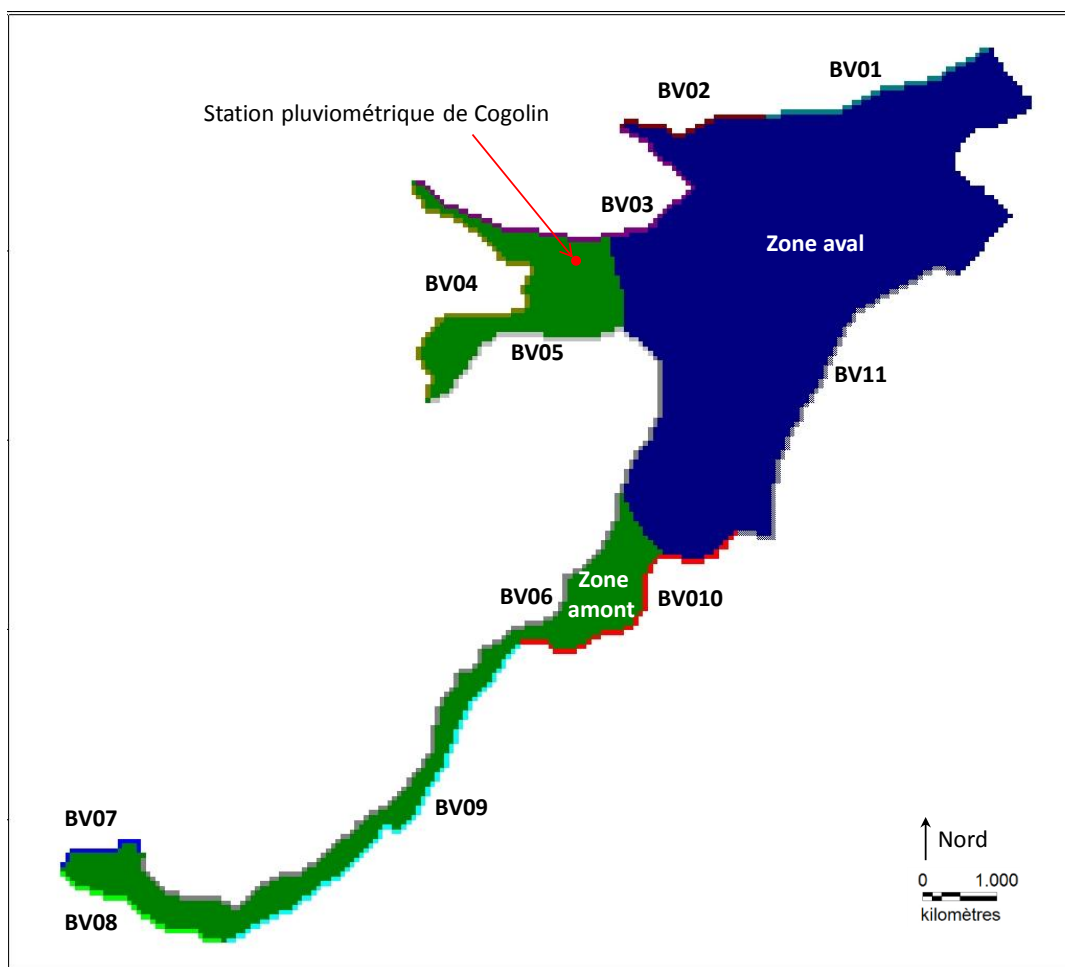 BV01
BV02
Station pluviométrique de Cogolin
BV03
Zone aval
BV04
BV05
BV11
BV06
Zone
amont
BV010
BV09
BV07
Nord
0 1.000
kilomètres
BV08